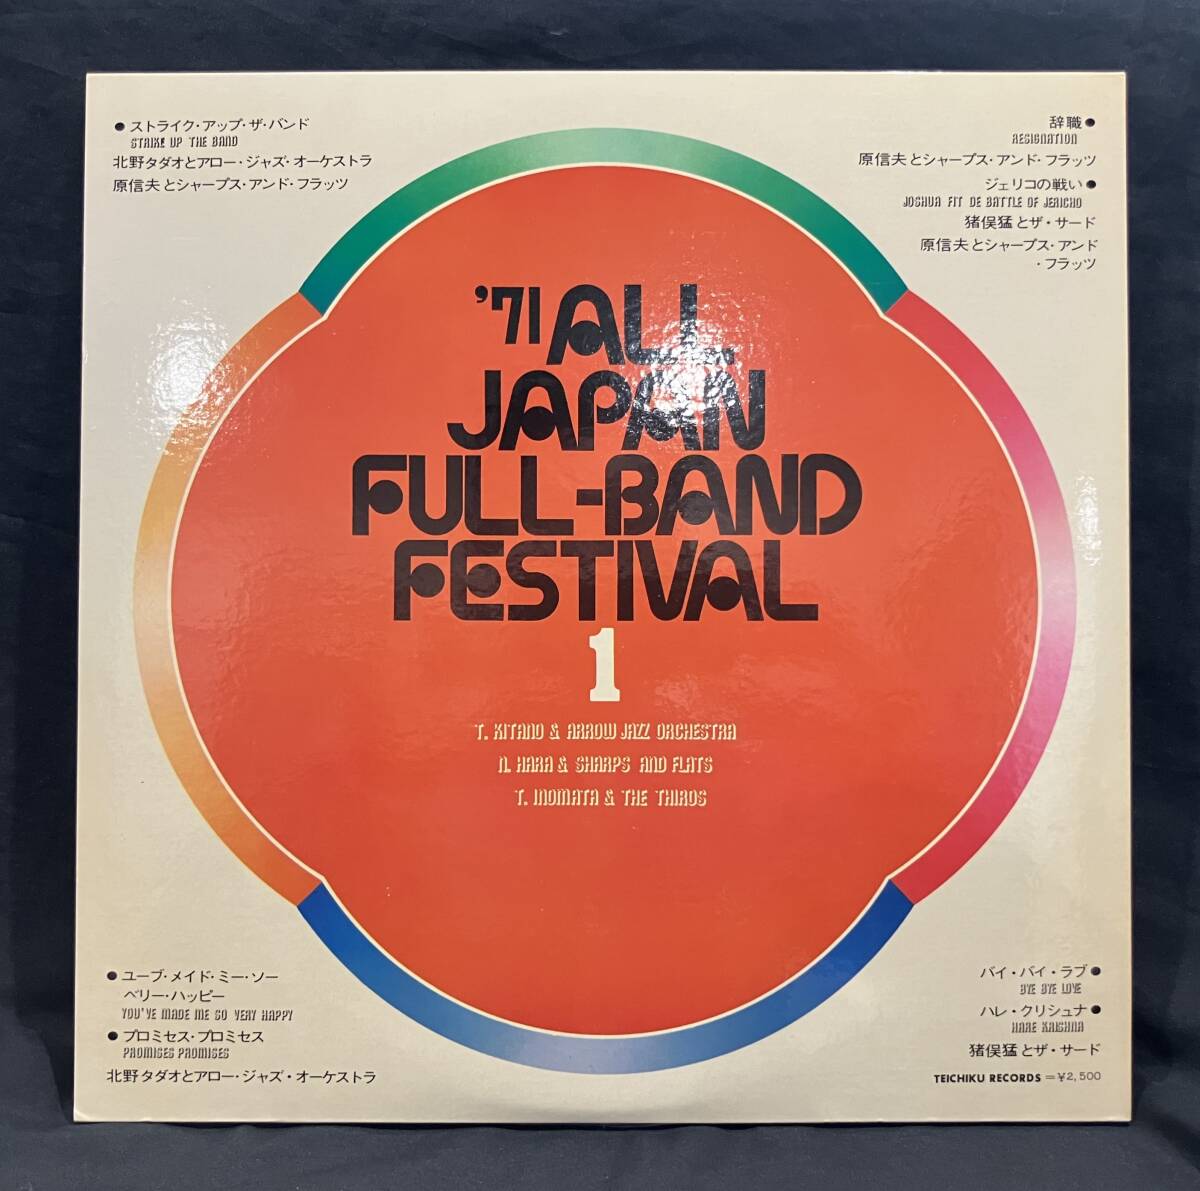 ● ストライク・アップ・ザ・バンド
STRIKE UP THE BAND
北野タダオとアロー・ジャズ・オーケストラ
原信夫とシャープス・アンド・フラッツ
辞職 ●
RESIGNATION
原信夫とシャープス・アンド・フラッツ
ジェリコの戦い ●
JOSHUA FIT DE BATTLE OF JERICHO
猪俣猛とザ・サード
原信夫とシャープス・アンド
・フラッツ
'71 ALL
JAPAN
FULL-BAND
FESTIVAL
1
T. KITANO & ARROW JAZZ ORCHESTRA
N. HARA & SHARPS AND FLATS
T. INOMATA & THE THIRDS
● ユーブ・メイド・ミー・ソー
ベリー・ハッピー
YOU'VE MADE ME SO VERY HAPPY
● プロミセス・プロミセス
PROMISES PROMISES
北野タダオとアロー・ジャズ・オーケストラ
バイ・バイ・ラブ ●
BYE BYE LOVE
ハレ・クリシュナ ●
HARE KRISHNA
猪俣猛とザ・サード
TEICHIKU RECORDS = ¥2,500